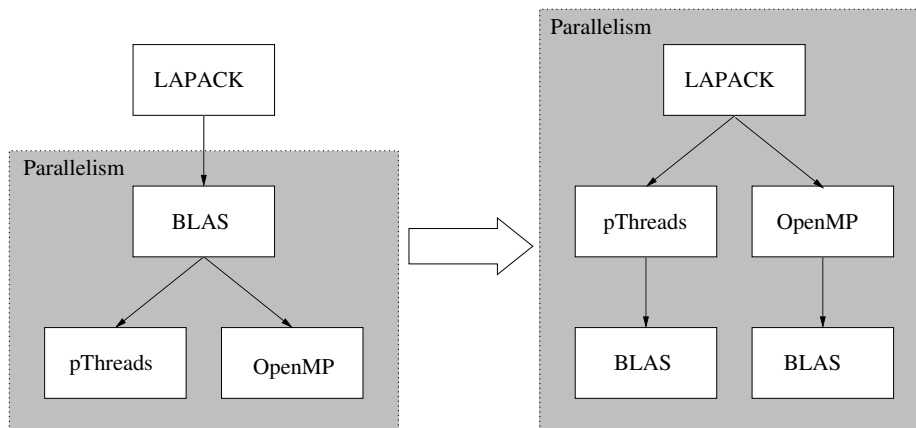 LAPACK
Parallelism
BLAS
pThreads
OpenMP
Parallelism
LAPACK
pThreads
OpenMP
BLAS
BLAS